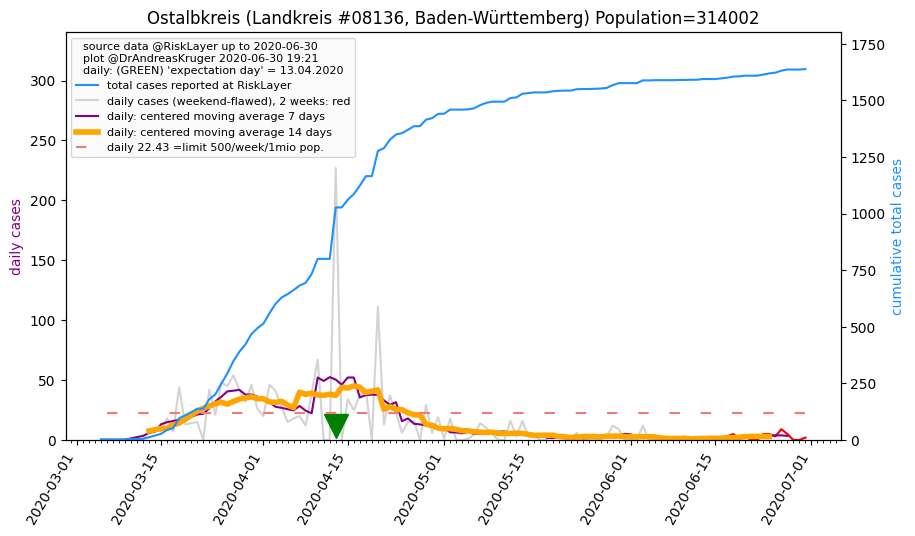 Ostalbkreis (Landkreis #08136, Baden-Württemberg) Population=314002
source data @RiskLayer up to 2020-06-30
plot @DrAndreasKruger 2020-06-30 19:21
daily: (GREEN) 'expectation day' = 13.04.2020
total cases reported at RiskLayer
daily cases (weekend-flawed), 2 weeks: red
daily: centered moving average 7 days
daily: centered moving average 14 days
daily 22.43 =limit 500/week/1mio pop.
daily cases
300
250
200
150
100
50
0
1750
1500
1250
1000
750
500
250
0
cumulative total cases
2020-03-01
2020-03-15
2020-04-01
2020-04-15
2020-05-01
2020-05-15
2020-06-01
2020-06-15
2020-07-01